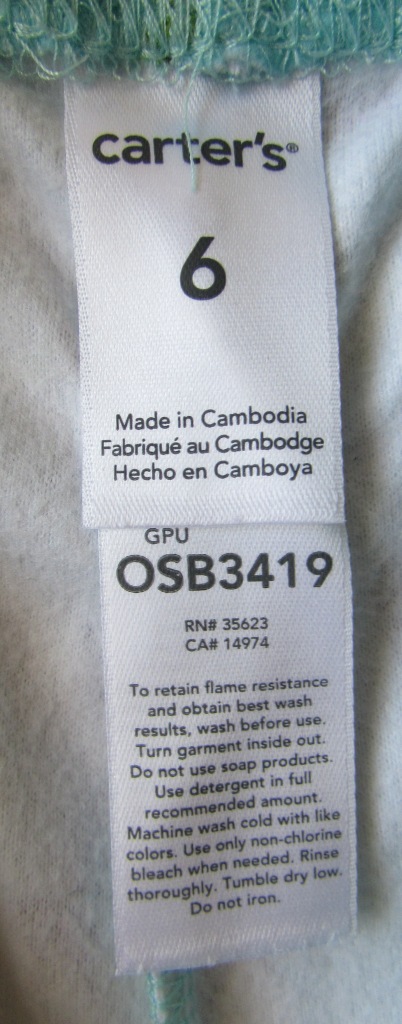 carter's®
6
Made in Cambodia
Fabriqué au Cambodge
Hecho en Camboya
GPU
OSB3419
RN# 35623
CA# 14974
To retain flame resistance
and obtain best wash
results, wash before use.
Turn garment inside out.
Do not use soap products.
Use detergent in full
recommended amount.
Machine wash cold with like
colors. Use only non-chlorine
bleach when needed. Rinse
thoroughly. Tumble dry low.
Do not iron.